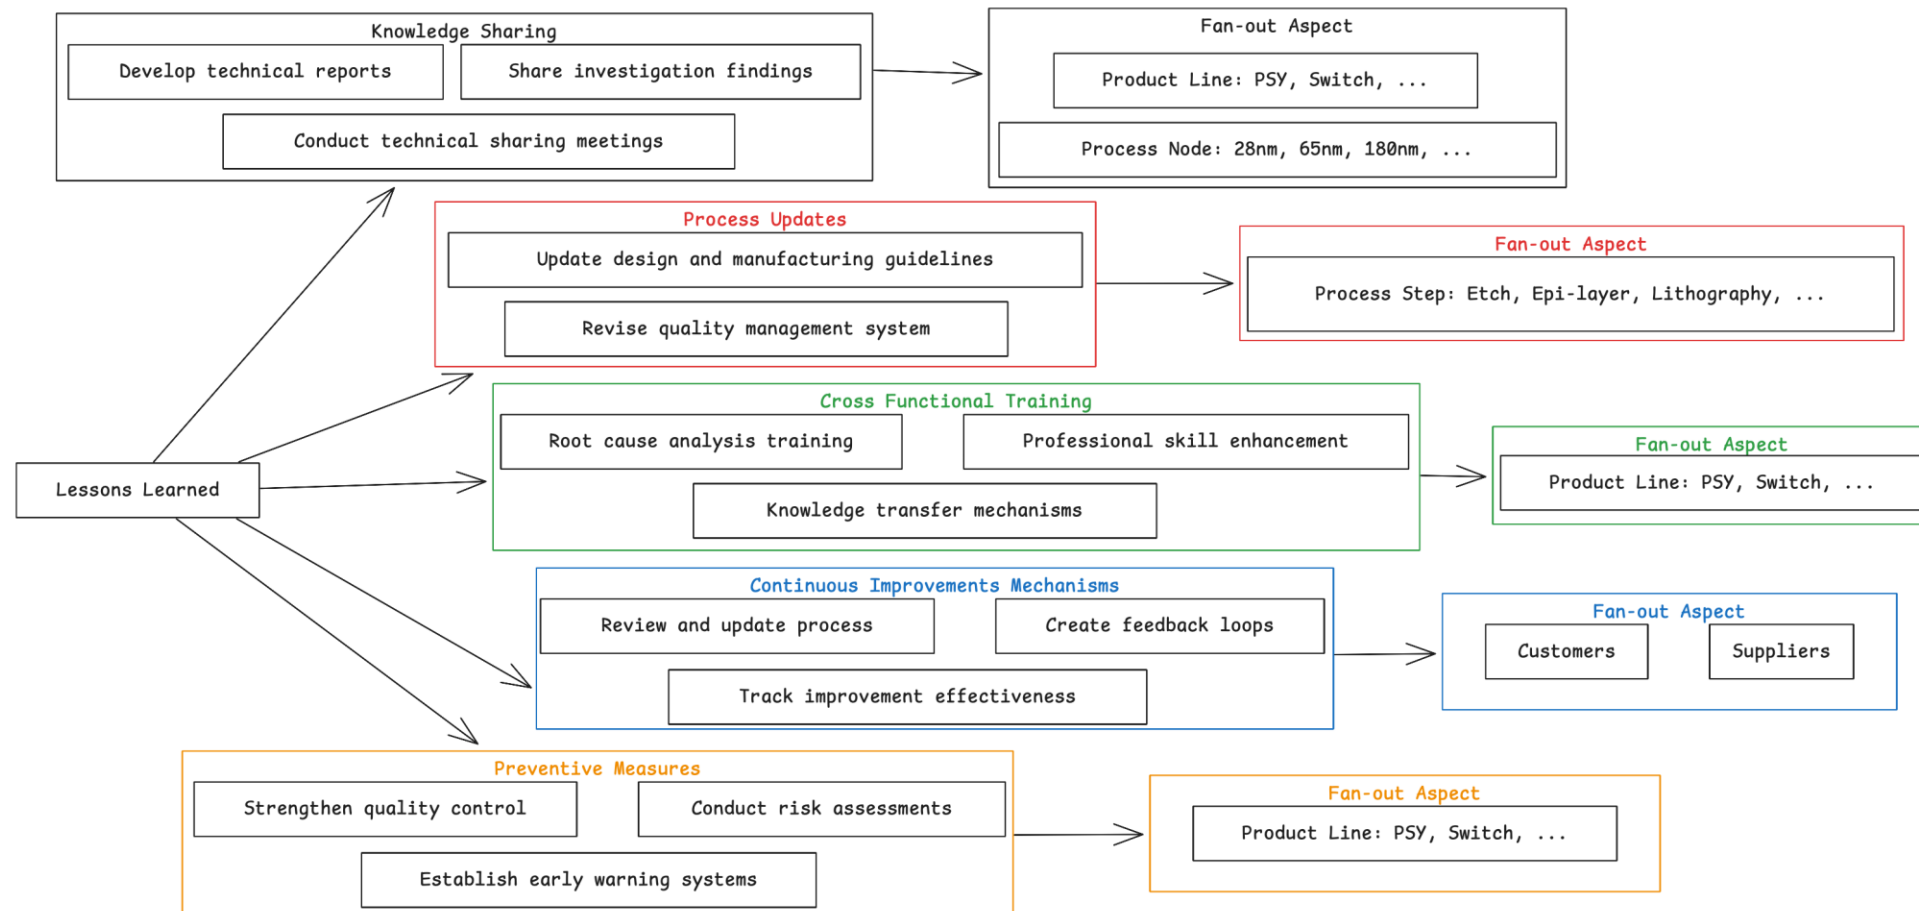 Knowledge Sharing
Develop technical reports
Share investigation findings
Conduct technical sharing meetings
Fan-out Aspect
Product Line: PSY, Switch, ...
Process Node: 28nm, 65nm, 180nm, ...
Process Updates
Update design and manufacturing guidelines
Revise quality management system
Fan-out Aspect
Process Step: Etch, Epi-layer, Lithography, ...
Lessons Learned
Cross Functional Training
Root cause analysis training
Professional skill enhancement
Knowledge transfer mechanisms
Fan-out Aspect
Product Line: PSY, Switch, ...
Continuous Improvements Mechanisms
Review and update process
Create feedback loops
Track improvement effectiveness
Fan-out Aspect
Customers
Suppliers
Preventive Measures
Strengthen quality control
Conduct risk assessments
Establish early warning systems
Fan-out Aspect
Product Line: PSY, Switch, ...